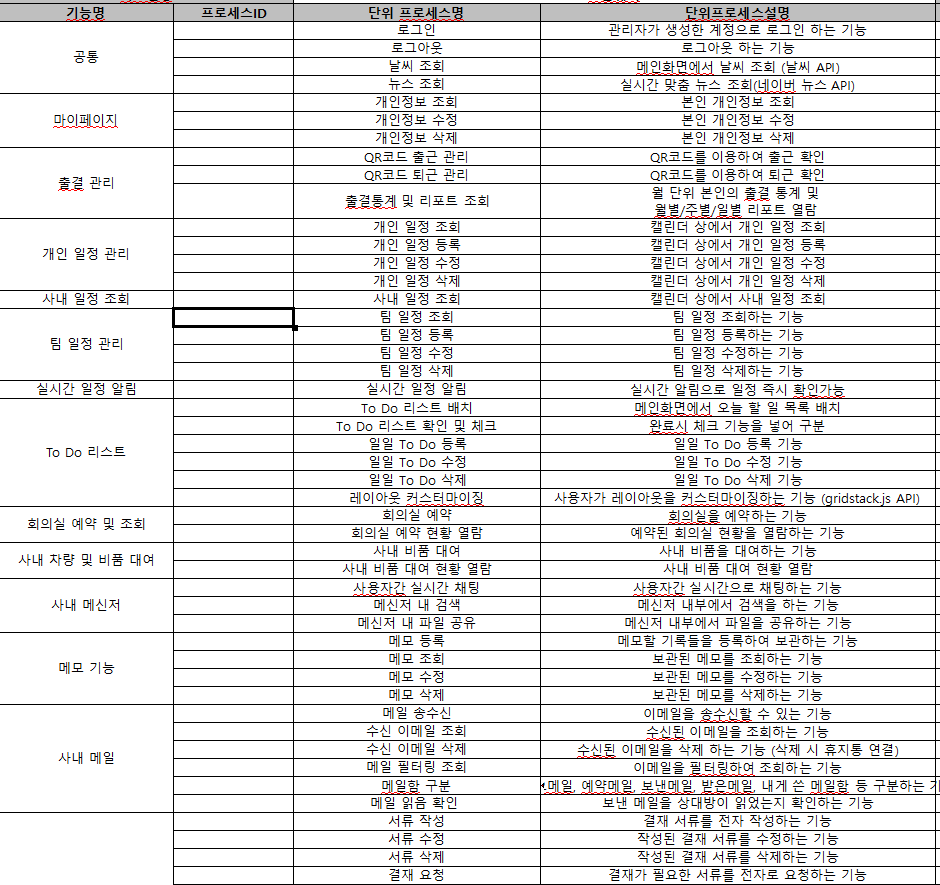 기능명 프로세스ID 단위 프로세스명 단위프로세스설명
공통 로그인 관리자가 생성한 계정으로 로그인 하는 기능
로그아웃 로그아웃 하는 기능
날씨 조회 메인화면에서 날씨 조회 (날씨 API)
뉴스 조회 실시간 맞춤 뉴스 조회(네이버 뉴스 API)
마이페이지 개인정보 조회 본인 개인정보 조회
개인정보 수정 본인 개인정보 수정
개인정보 삭제 본인 개인정보 삭제
출결 관리 QR코드 출근 관리 QR코드를 이용하여 출근 확인
QR코드 퇴근 관리 QR코드를 이용하여 퇴근 확인
출결통계 및 리포트 조회 월 단위 본인의 출결 통계 및
월별/주별/일별 리포트 열람
개인 일정 관리 개인 일정 조회 캘린더 상에서 개인 일정 조회
개인 일정 등록 캘린더 상에서 개인 일정 등록
개인 일정 수정 캘린더 상에서 개인 일정 수정
개인 일정 삭제 캘린더 상에서 개인 일정 삭제
사내 일정 조회 사내 일정 조회 캘린더 상에서 사내 일정 조회
팀 일정 관리 팀 일정 조회 팀 일정 조회하는 기능
팀 일정 등록 팀 일정 등록하는 기능
팀 일정 수정 팀 일정 수정하는 기능
팀 일정 삭제 팀 일정 삭제하는 기능
실시간 일정 알림 실시간 일정 알림 실시간 알림으로 일정 즉시 확인가능
To Do 리스트 To Do 리스트 배치 메인화면에서 오늘 할 일 목록 배치
To Do 리스트 확인 및 체크 완료시 체크 기능을 넣어 구분
일일 To Do 등록 일일 To Do 등록 기능
일일 To Do 수정 일일 To Do 수정 기능
일일 To Do 삭제 일일 To Do 삭제 기능
레이아웃 커스터마이징 사용자가 레이아웃을 커스터마이징하는 기능 (gridstack.js API)
회의실 예약 및 조회 회의실 예약 회의실을 예약하는 기능
회의실 예약 현황 열람 예약된 회의실 현황을 열람하는 기능
사내 차량 및 비품 대여 사내 비품 대여 사내 비품을 대여하는 기능
사내 비품 대여 현황 열람 사내 비품 대여 현황 열람
사내 메신저 사용자간 실시간 채팅 사용자간 실시간으로 채팅하는 기능
메신저 내 검색 메신저 내부에서 검색을 하는 기능
메신저 내 파일 공유 메신저 내부에서 파일을 공유하는 기능
메모 기능 메모 등록 메모할 기록들을 등록하여 보관하는 기능
메모 조회 보관된 메모를 조회하는 기능
메모 수정 보관된 메모를 수정하는 기능
메모 삭제 보관된 메모를 삭제하는 기능
사내 메일 메일 송수신 이메일을 송수신할 수 있는 기능
수신 이메일 조회 수신된 이메일을 조회하는 기능
수신 이메일 삭제 수신된 이메일을 삭제 하는 기능 (삭제 시 휴지통 연결)
메일 필터링 조회 이메일을 필터링하여 조회하는 기능
메일함 구분 메일, 예약메일, 보낸메일, 받은메일, 내게 쓴 메일함 등 구분하는
메일 읽음 확인 보낸 메일을 상대방이 읽었는지 확인하는 기능
서류 작성 결재 서류를 전자 작성하는 기능
서류 수정 작성된 결재 서류를 수정하는 기능
서류 삭제 작성된 결재 서류를 삭제하는 기능
결재 요청 결재가 필요한 서류를 전자로 요청하는 기능